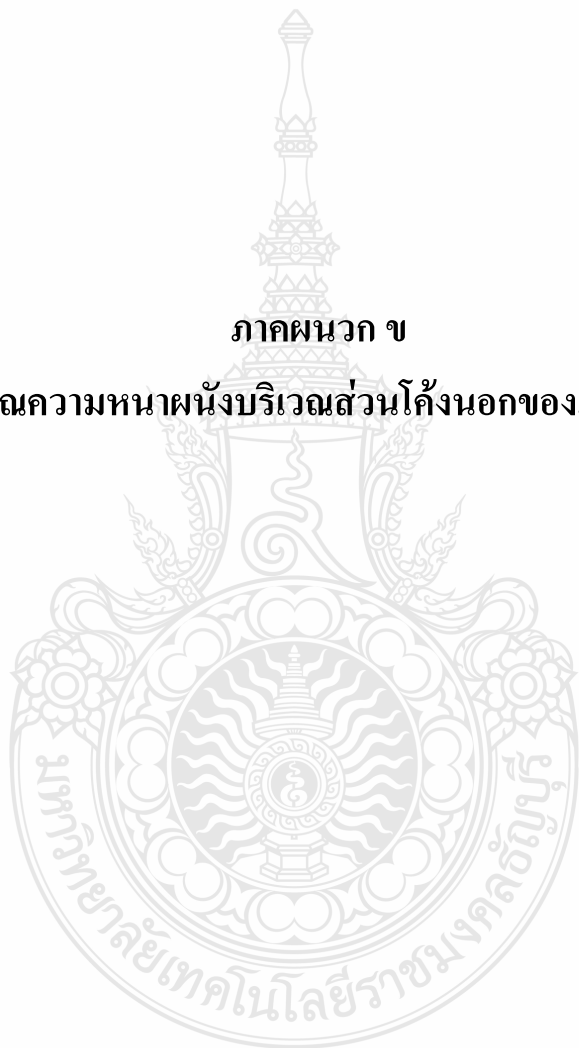 ภาคผนวก ข
ณความหนาผนังบริเวณส่วนโค้งนอกของ
มหาวิทยาลัยเทคโนโลยีราชมงคลธัญบุรี